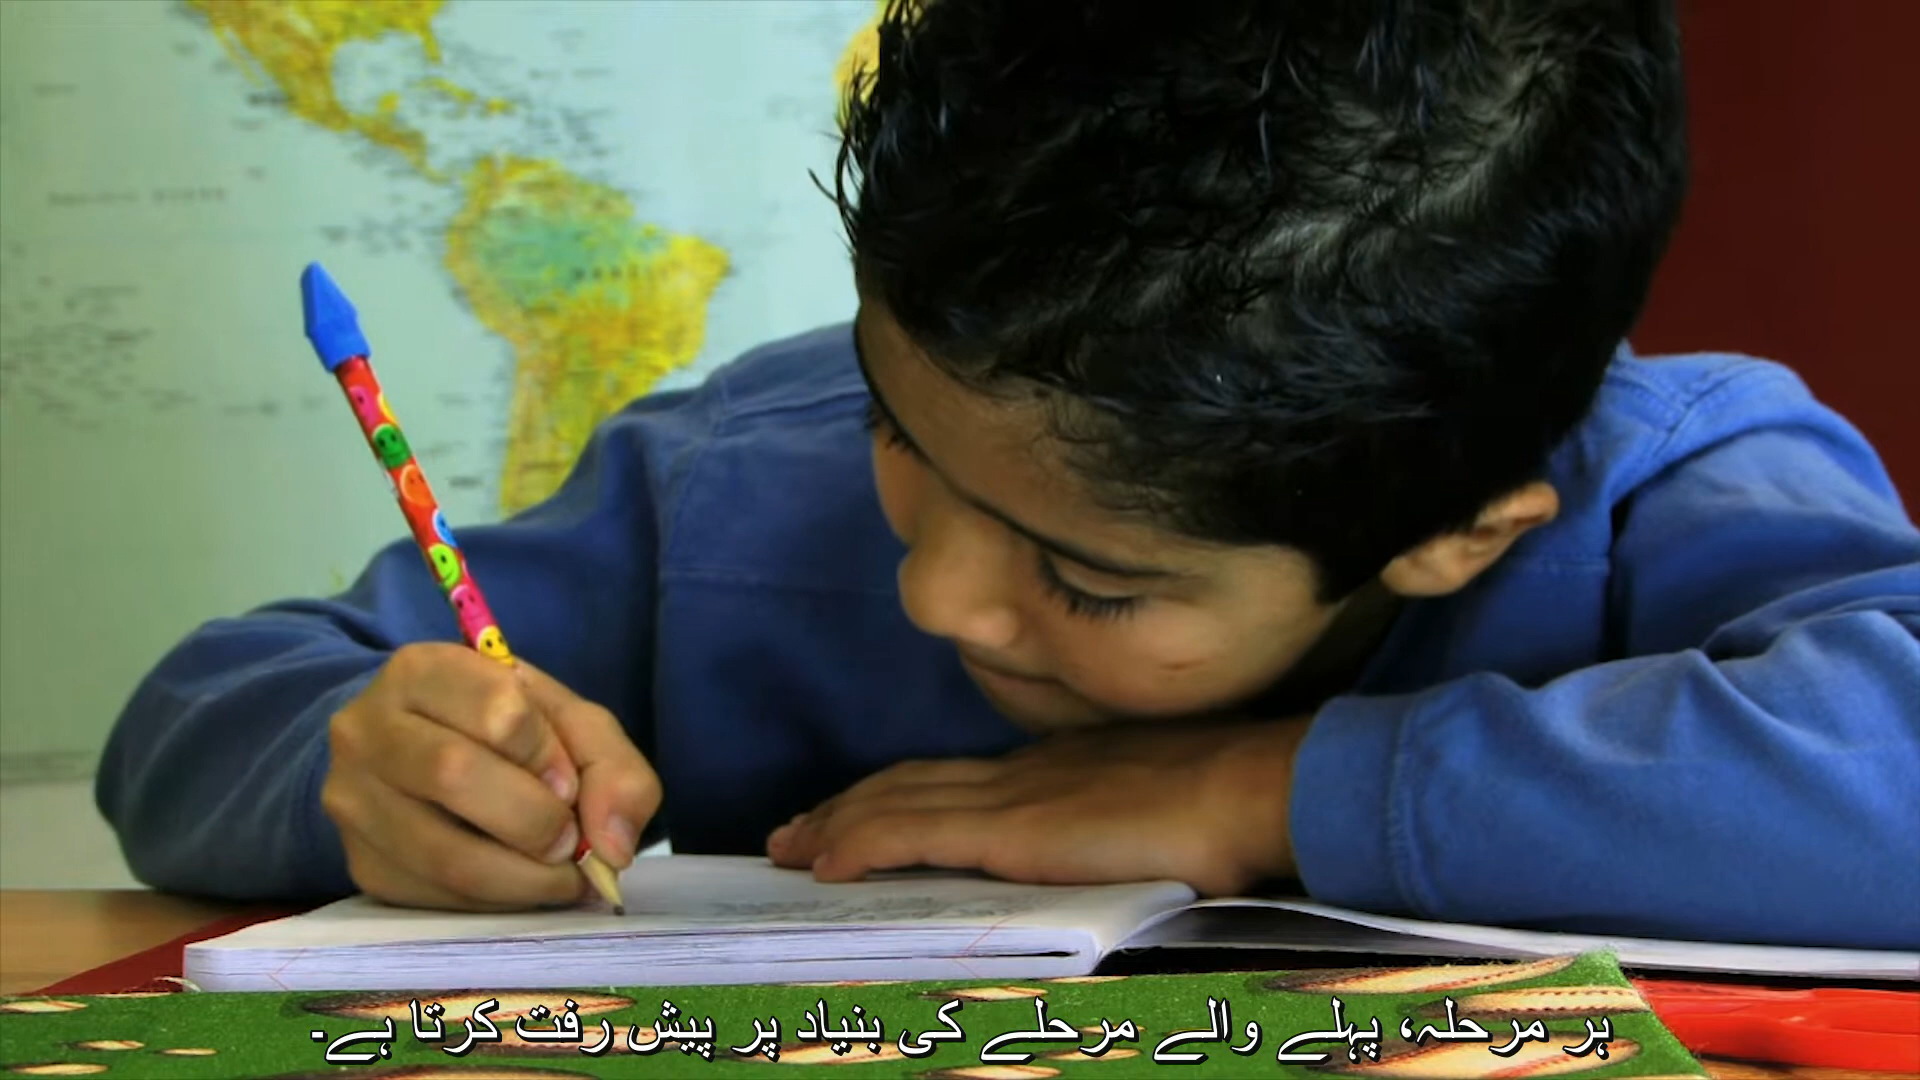 ہر مرحلہ، پہلے والے مرحلے کی بنیاد پر پیش رفت کرتا ہے۔